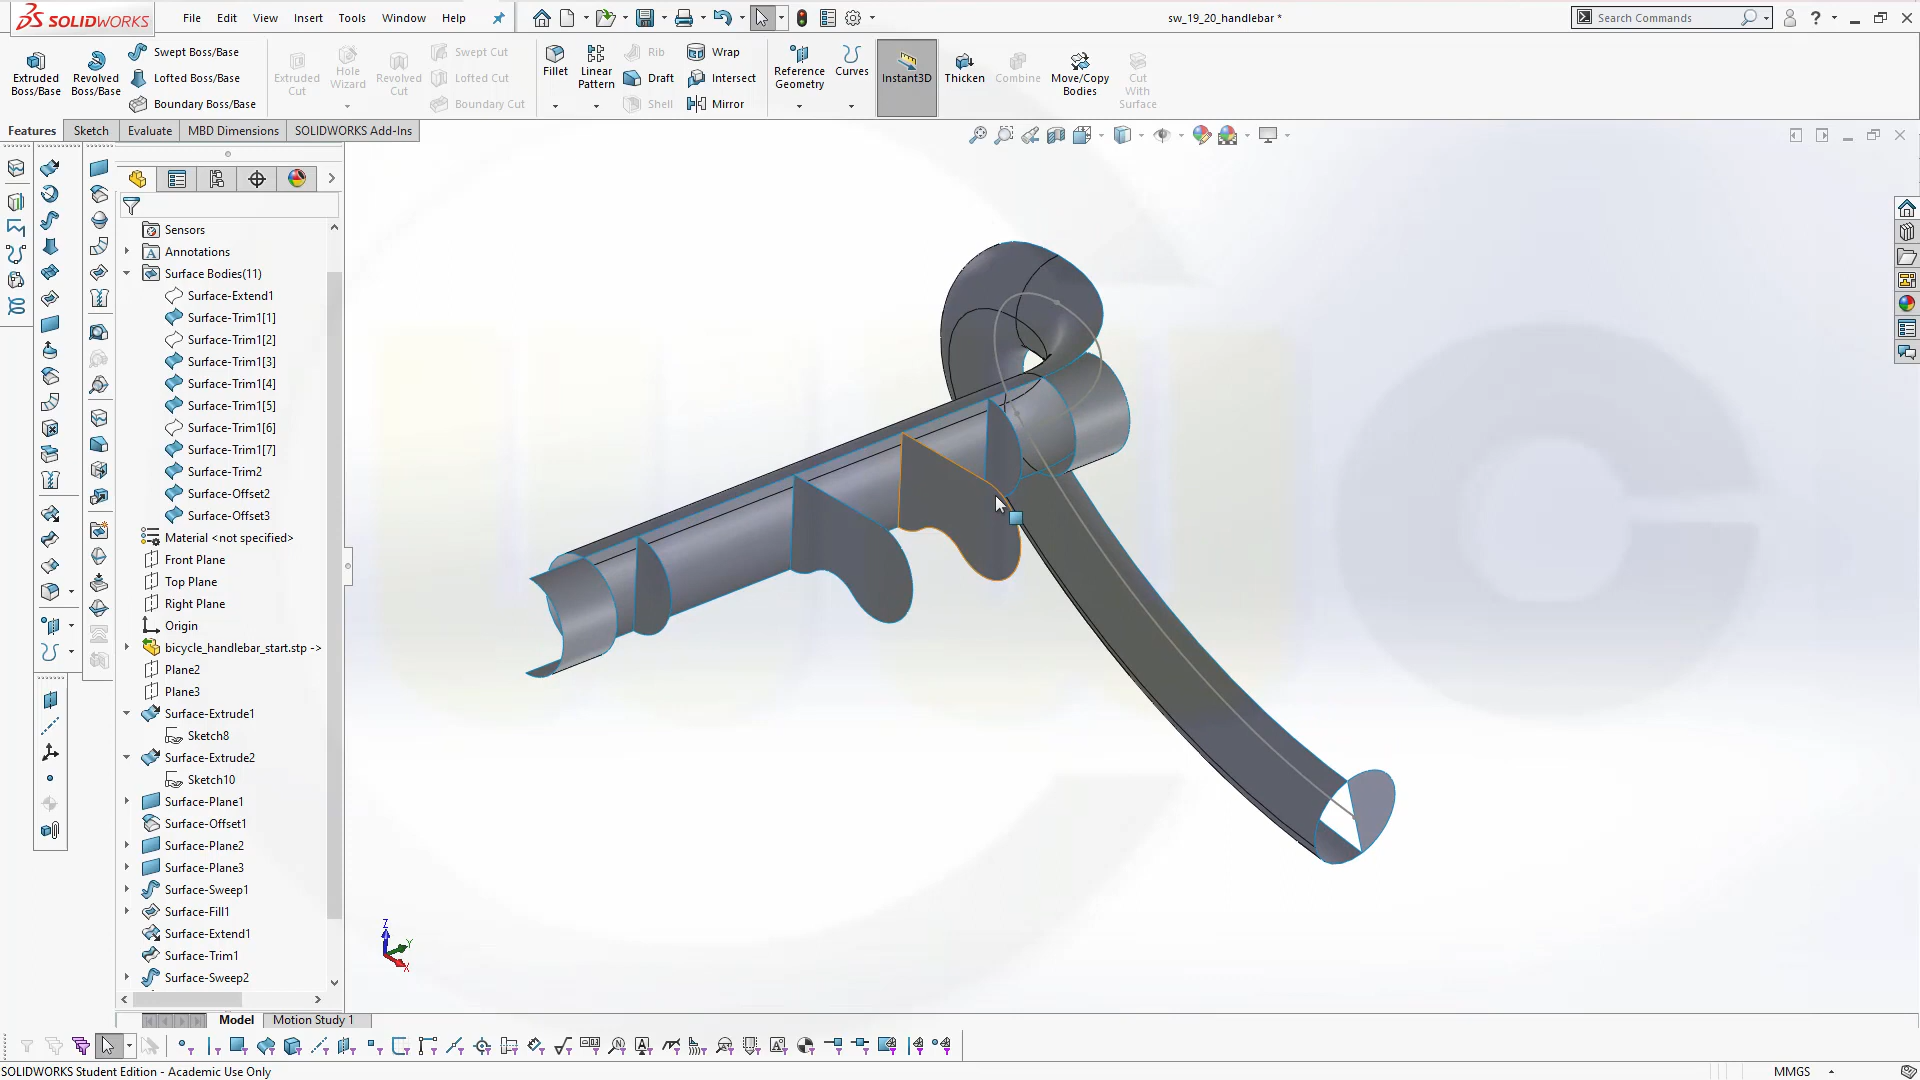 SOLIDWORKS File Edit View Insert Tools Window Help sw_19_20_handlebar * Search Commands ?
Extruded Boss/Base Revolved Boss/Base Swept Boss/Base Lofted Boss/Base Boundary Boss/Base Extruded Cut Hole Wizard Revolved Cut Swept Cut Lofted Cut Boundary Cut Fillet Linear Pattern Rib Draft Shell Wrap Intersect Mirror Reference Geometry Curves Instant3D Thicken Combine Move/Copy Bodies Cut With Surface
Features Sketch Evaluate MBD Dimensions SOLIDWORKS Add-Ins
Sensors
Annotations
Surface Bodies(11)
Surface-Extend1
Surface-Trim1[1]
Surface-Trim1[2]
Surface-Trim1[3]
Surface-Trim1[4]
Surface-Trim1[5]
Surface-Trim1[6]
Surface-Trim1[7]
Surface-Trim2
Surface-Offset2
Surface-Offset3
Material <not specified>
Front Plane
Top Plane
Right Plane
Origin
bicycle_handlebar_start.stp ->
Plane2
Plane3
Surface-Extrude1
Sketch8
Surface-Extrude2
Sketch10
Surface-Plane1
Surface-Offset1
Surface-Plane2
Surface-Plane3
Surface-Sweep1
Surface-Fill1
Surface-Extend1
Surface-Trim1
Surface-Sweep2
Z Y X
Model Motion Study 1
SOLIDWORKS Student Edition - Academic Use Only MMGS